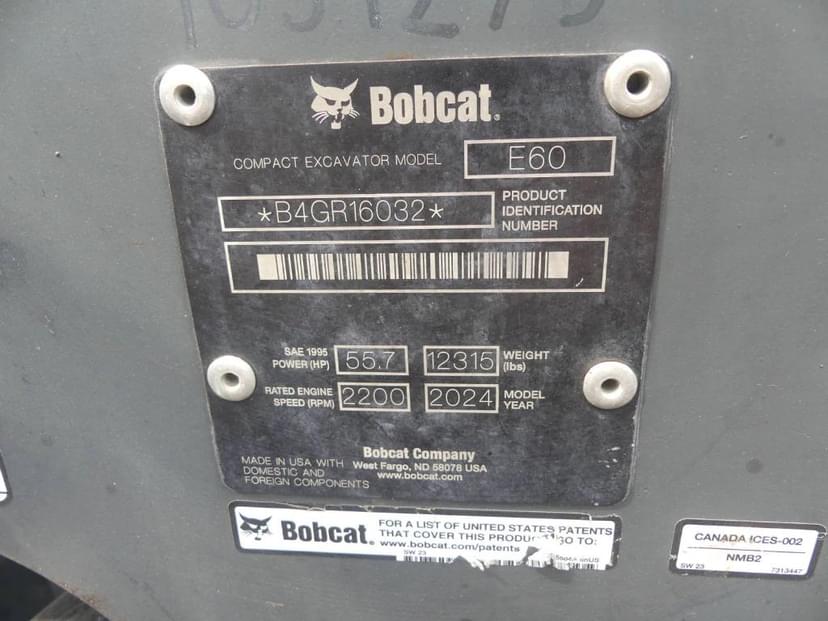 Bobcat.
COMPACT EXCAVATOR MODEL E60
*B4GR16032* PRODUCT IDENTIFICATION NUMBER
SAE 1995 POWER (HP) 55.7 12315 WEIGHT (lbs)
RATED ENGINE SPEED (RPM) 2200 2024 MODEL YEAR
MADE IN USA WITH DOMESTIC AND FOREIGN COMPONENTS
Bobcat Company
West Fargo, ND 58078 USA
www.bobcat.com
Bobcat.
FOR A LIST OF UNITED STATES PATENTS
THAT COVER THIS PRODUCT GO TO:
www.bobcat.com/patents
SW 23
CANADA ICES-002
NMB2
SW 23 7313447